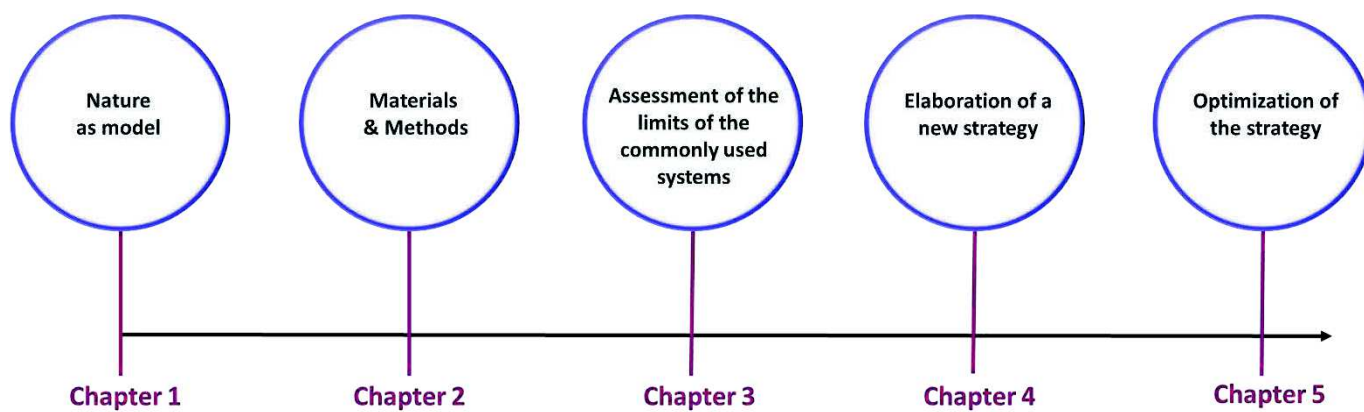 Nature
as model
Materials
& Methods
Assessment of the
limits of the
commonly used
systems
Elaboration of a
new strategy
Optimization of
the strategy
Chapter 1
Chapter 2
Chapter 3
Chapter 4
Chapter 5